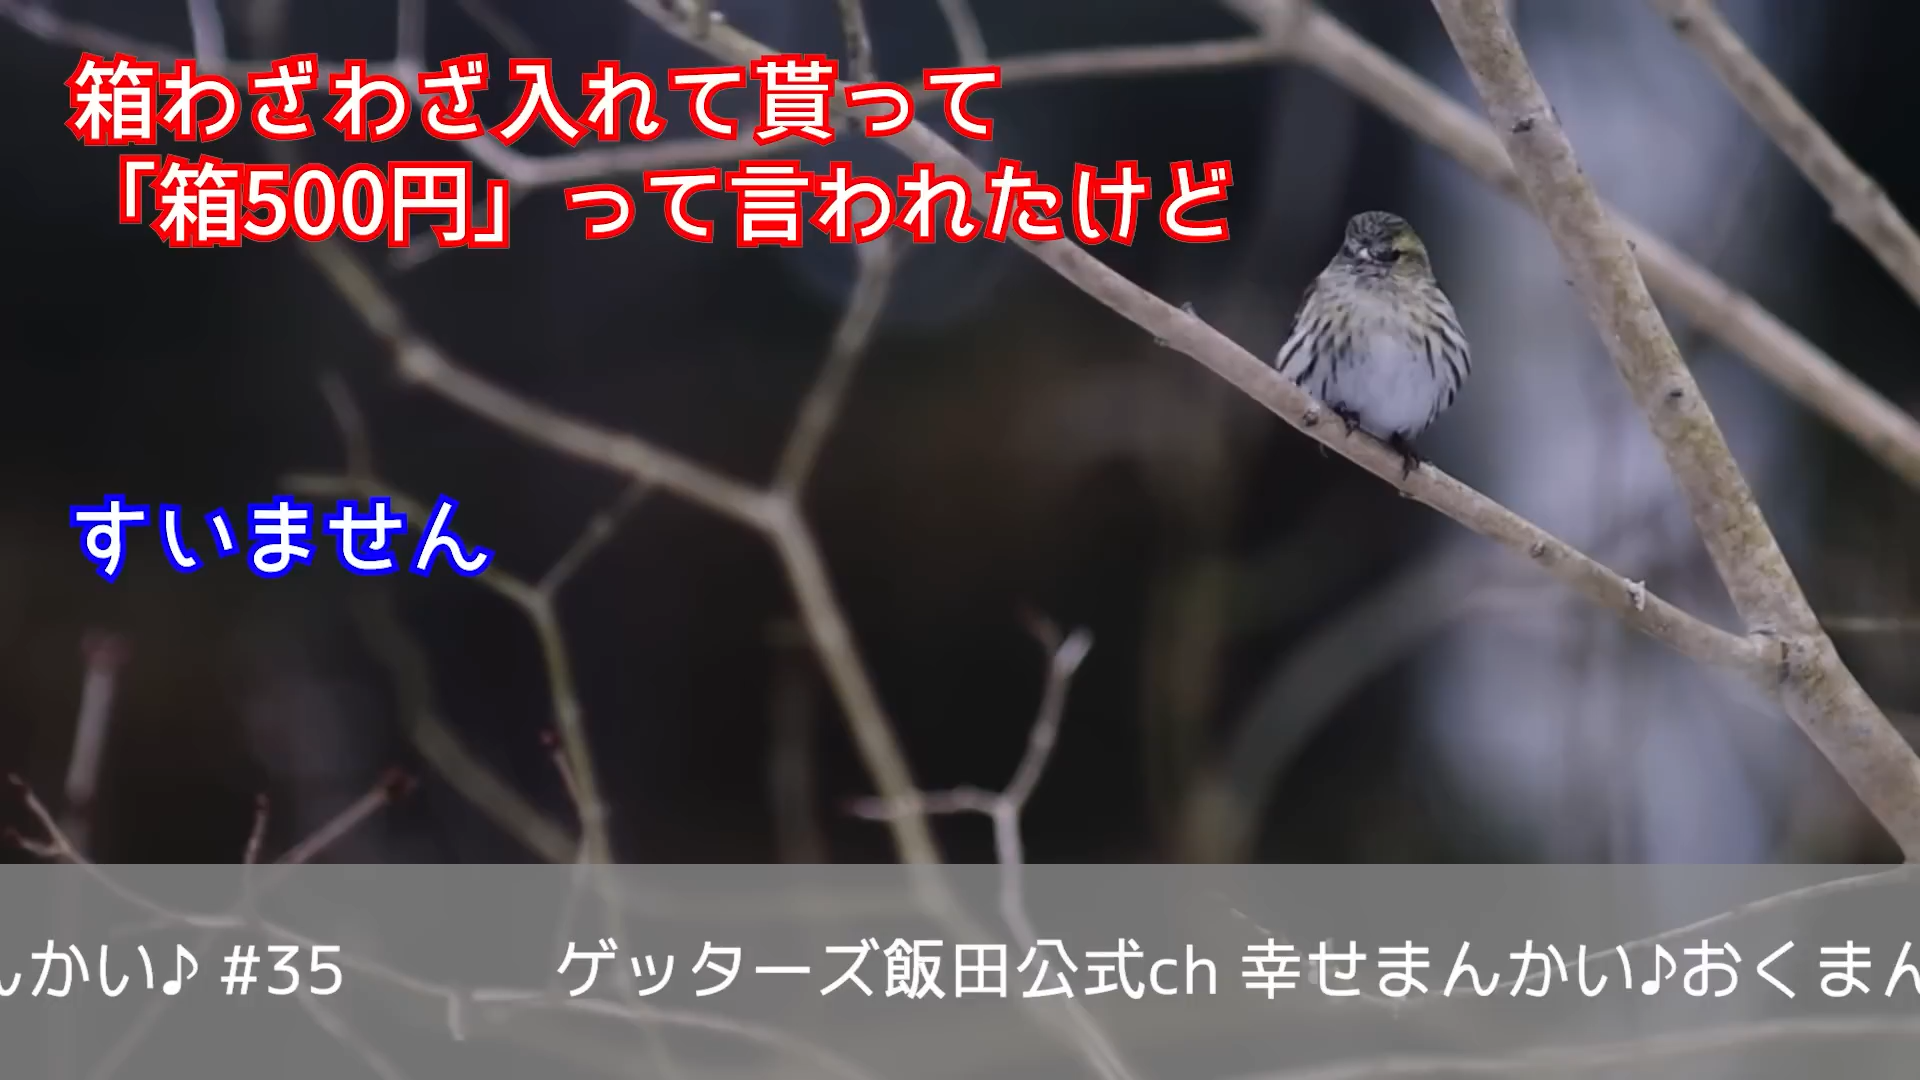 箱わざわざ入れて貰って
「箱500円」って言われたけど
すいません
んかい♪ #35 ゲッターズ飯田公式ch 幸せまんかい♪おくまん